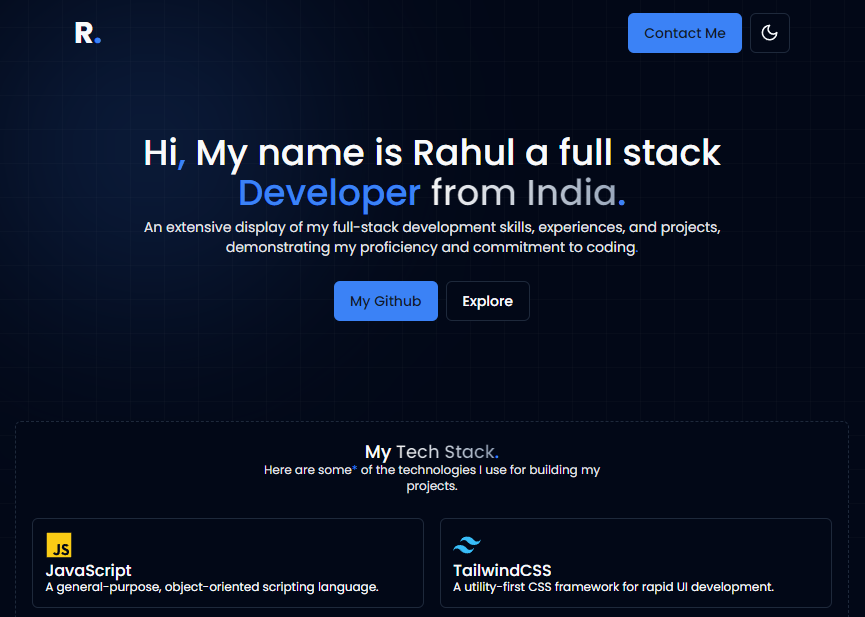 R.
Contact Me
Hi, My name is Rahul a full stack
Developer from India.
An extensive display of my full-stack development skills, experiences, and projects,
demonstrating my proficiency and commitment to coding.
My Github
Explore
My Tech Stack.
Here are some* of the technologies I use for building my
projects.
JS
JavaScript
A general-purpose, object-oriented scripting language.
TailwindCSS
A utility-first CSS framework for rapid UI development.